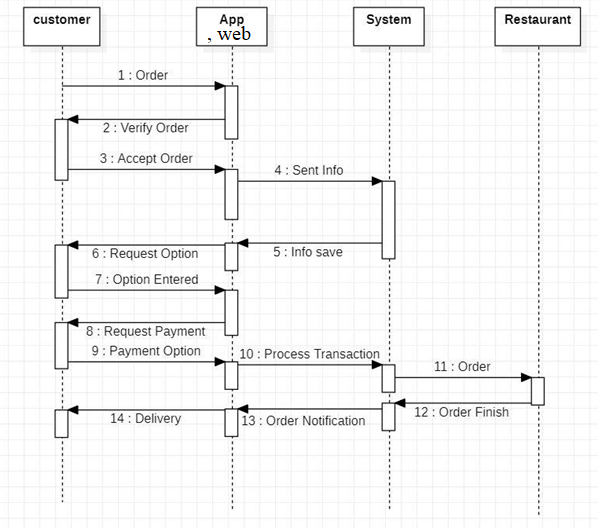 customer
App
, web
System
Restaurant
1 : Order
2 : Verify Order
3 : Accept Order
4 : Sent Info
5 : Info save
6 : Request Option
7 : Option Entered
8 : Request Payment
9 : Payment Option
10 : Process Transaction
11 : Order
12 : Order Finish
13 : Order Notification
14 : Delivery